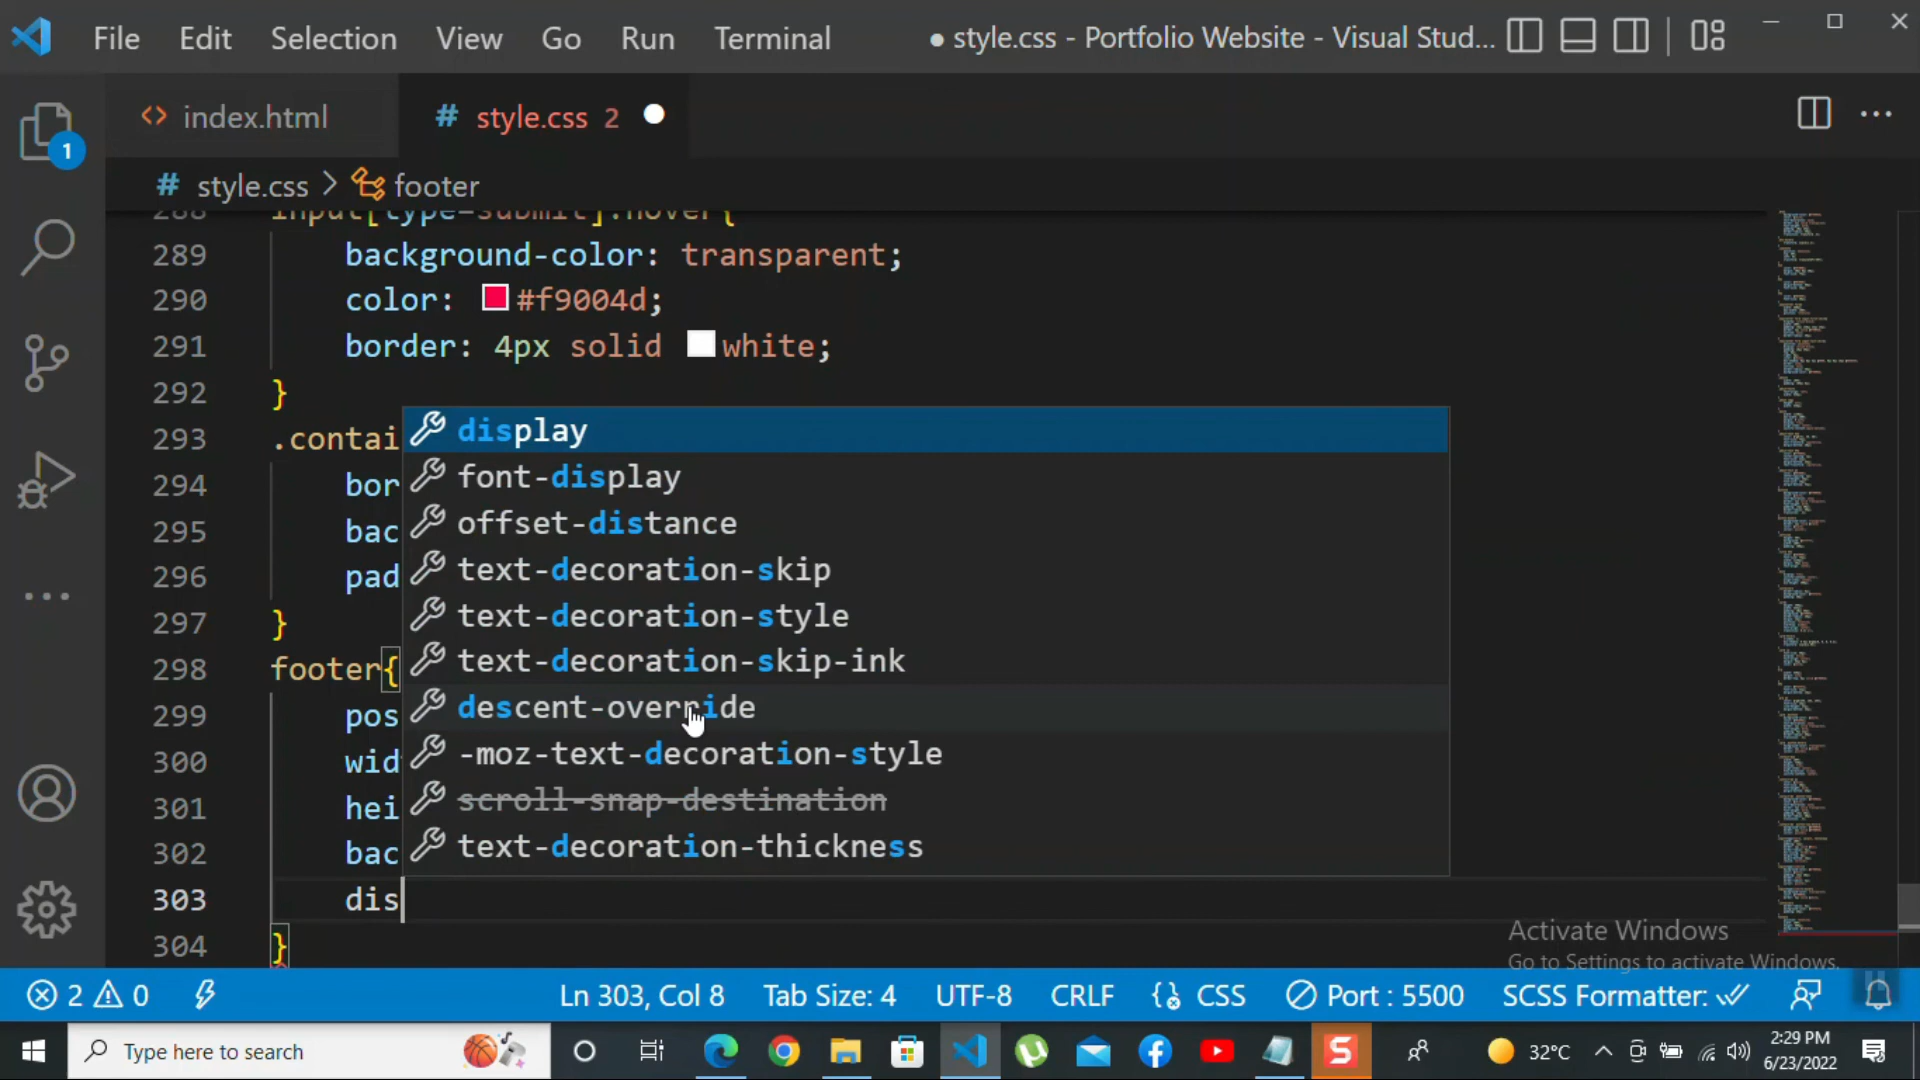 File Edit Selection View Go Run Terminal ● style.css - Portfolio Website - Visual Stud...
index.html # style.css 2
# style.css > footer
288 input[type=submit]:hover{
289 background-color: transparent;
290 color: #f9004d;
291 border: 4px solid white;
292 }
293 .contai
294 bor
295 bac
296 pad
297 }
298 footer{
299 pos
300 wid
301 hei
302 bac
303 dis
304 }
display
font-display
offset-distance
text-decoration-skip
text-decoration-style
text-decoration-skip-ink
descent-override
-moz-text-decoration-style
scroll-snap-destination
text-decoration-thickness
1
Activate Windows
Go to Settings to activate Windows.
2 0 Ln 303, Col 8 Tab Size: 4 UTF-8 CRLF CSS Port : 5500 SCSS Formatter:
Type here to search 32°C 2:29 PM
6/23/2022